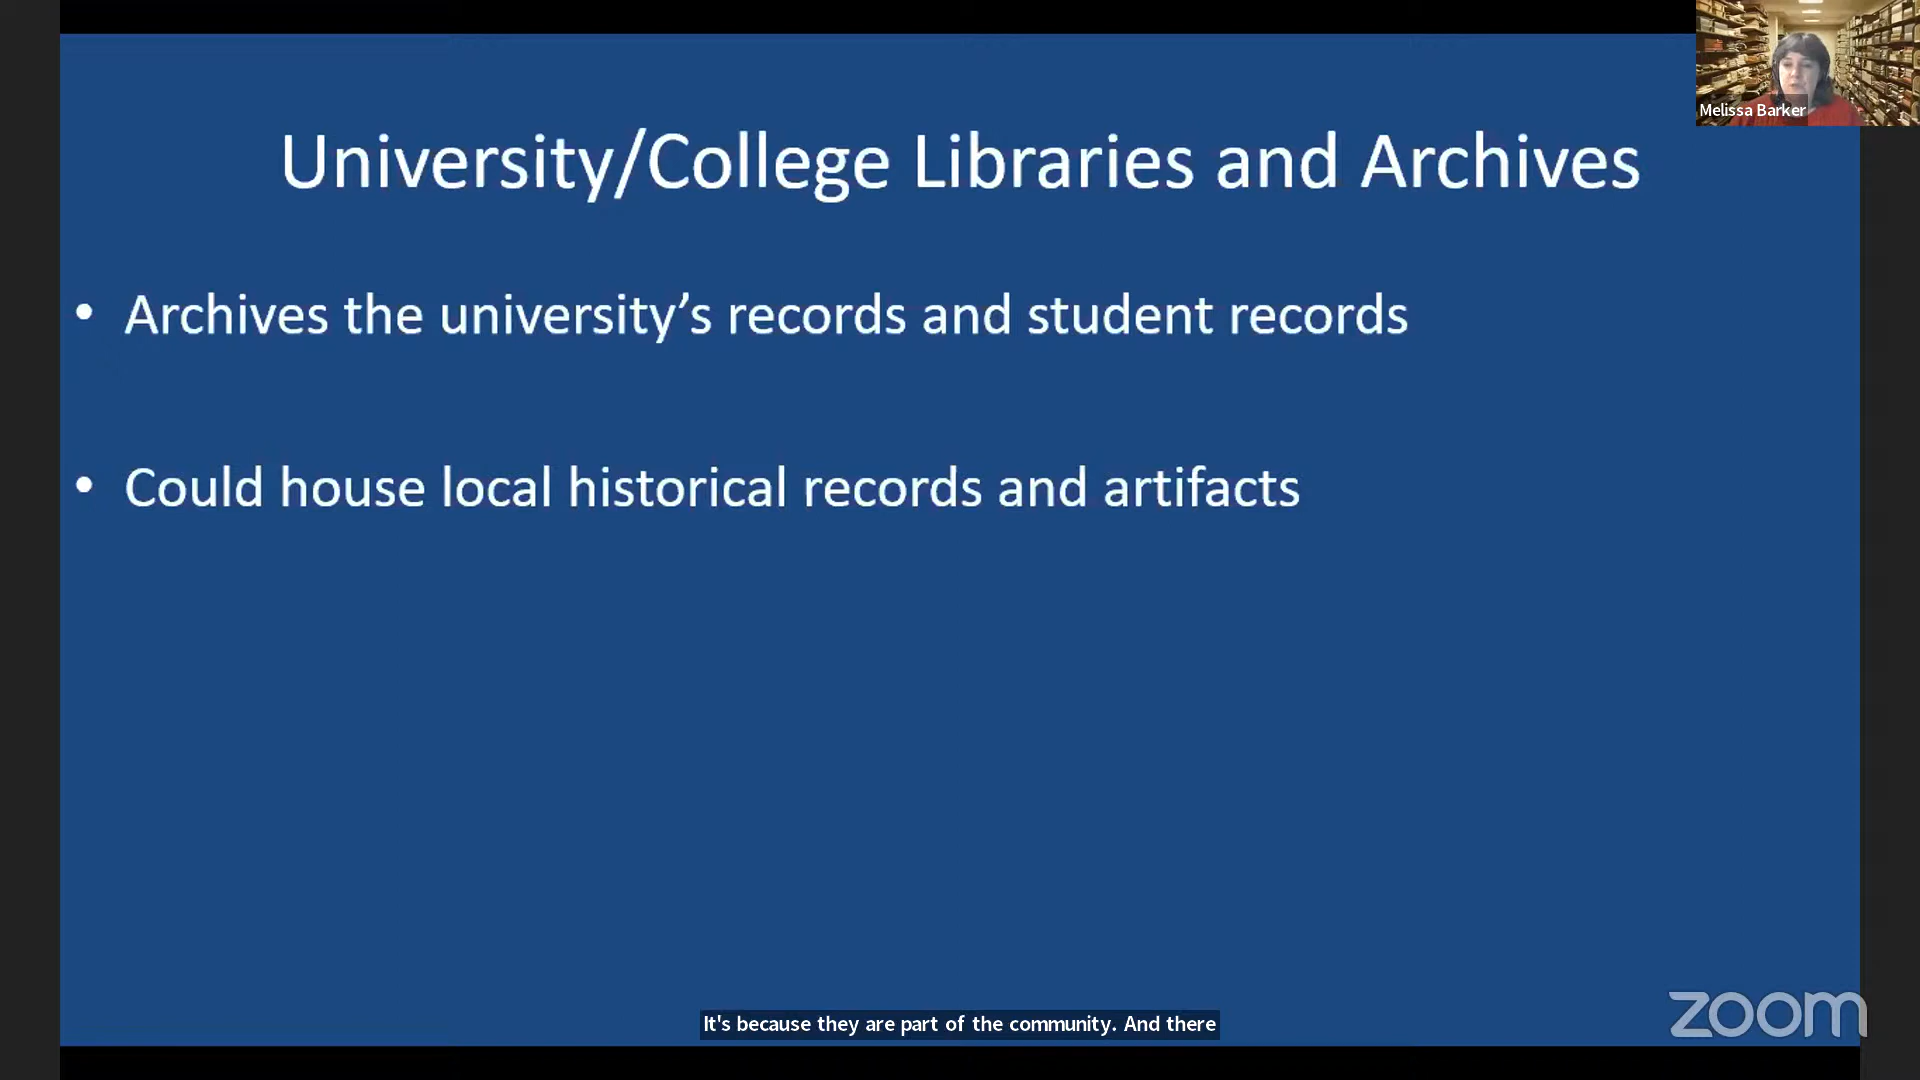 Melissa Barker
University/College Libraries and Archives
• Archives the university’s records and student records
• Could house local historical records and artifacts
It's because they are part of the community. And there
zoom